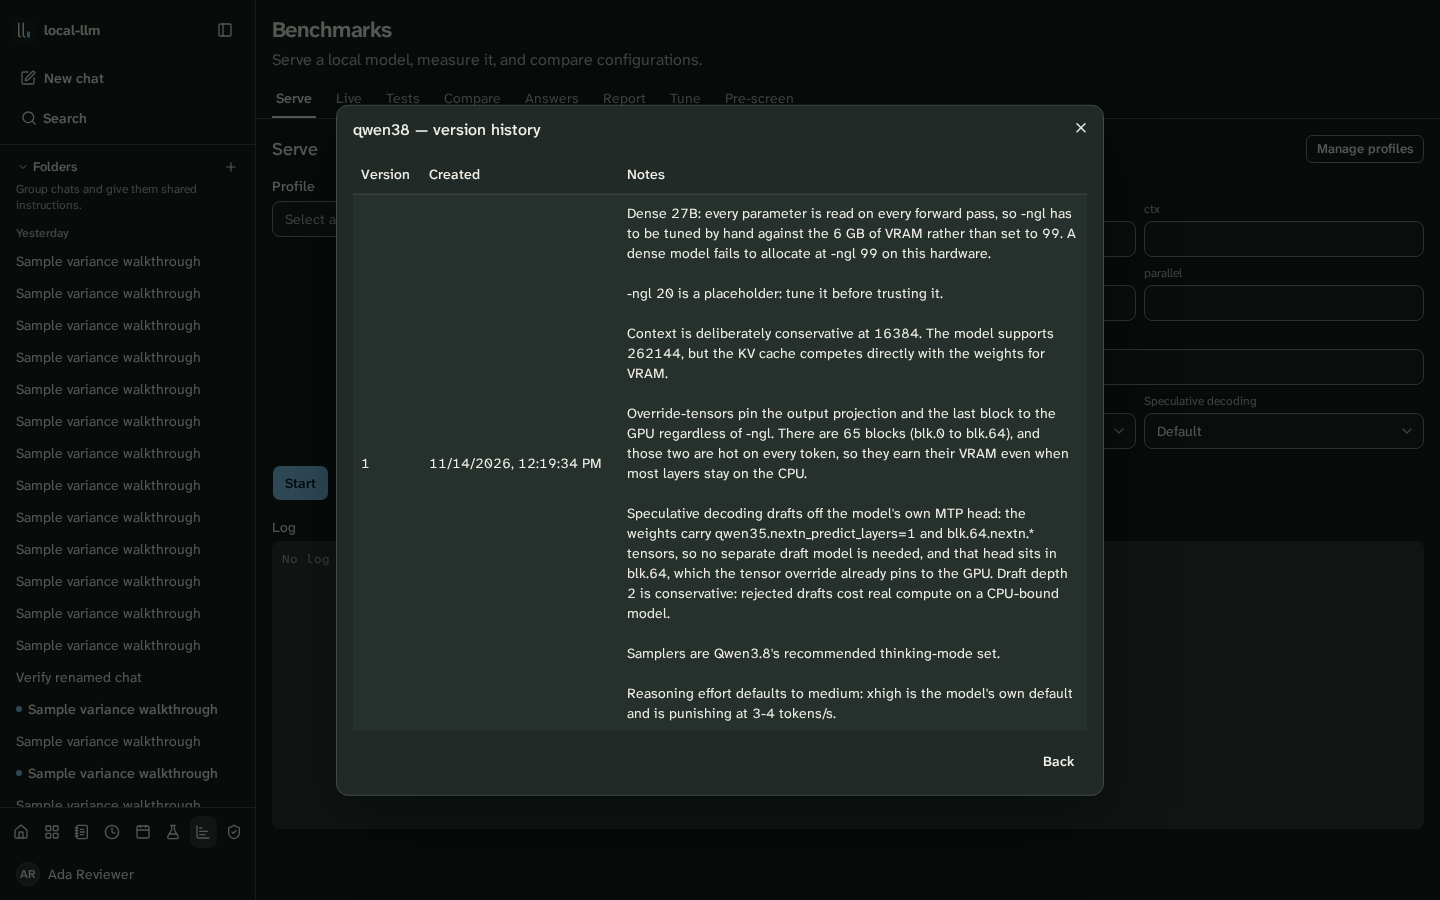 local-llm
New chat
Search
Folders
Group chats and give them shared
instructions.
Yesterday
Sample variance walkthrough
Sample variance walkthrough
Sample variance walkthrough
Sample variance walkthrough
Sample variance walkthrough
Sample variance walkthrough
Sample variance walkthrough
Sample variance walkthrough
Sample variance walkthrough
Sample variance walkthrough
Sample variance walkthrough
Sample variance walkthrough
Sample variance walkthrough
Verify renamed chat
Sample variance walkthrough
Sample variance walkthrough
Sample variance walkthrough
Sample variance walkthrough
AR Ada Reviewer
Benchmarks
Serve a local model, measure it, and compare configurations.
Serve Live Tests Compare Answers Report Tune Pre-screen
Serve
Manage profiles
Profile
Select a
ctx
parallel
Speculative decoding
Default
Start
Log
No log
qwen38 — version history
Version Created Notes
1 11/14/2026, 12:19:34 PM
Dense 27B: every parameter is read on every forward pass, so -ngl has
to be tuned by hand against the 6 GB of VRAM rather than set to 99. A
dense model fails to allocate at -ngl 99 on this hardware.
-ngl 20 is a placeholder: tune it before trusting it.
Context is deliberately conservative at 16384. The model supports
262144, but the KV cache competes directly with the weights for
VRAM.
Override-tensors pin the output projection and the last block to the
GPU regardless of -ngl. There are 65 blocks (blk.0 to blk.64), and
those two are hot on every token, so they earn their VRAM even when
most layers stay on the CPU.
Speculative decoding drafts off the model's own MTP head: the
weights carry qwen35.nextn_predict_layers=1 and blk.64.nextn.*
tensors, so no separate draft model is needed, and that head sits in
blk.64, which the tensor override already pins to the GPU. Draft depth
2 is conservative: rejected drafts cost real compute on a CPU-bound
model.
Samplers are Qwen3.8's recommended thinking-mode set.
Reasoning effort defaults to medium: xhigh is the model's own default
and is punishing at 3-4 tokens/s.
Back